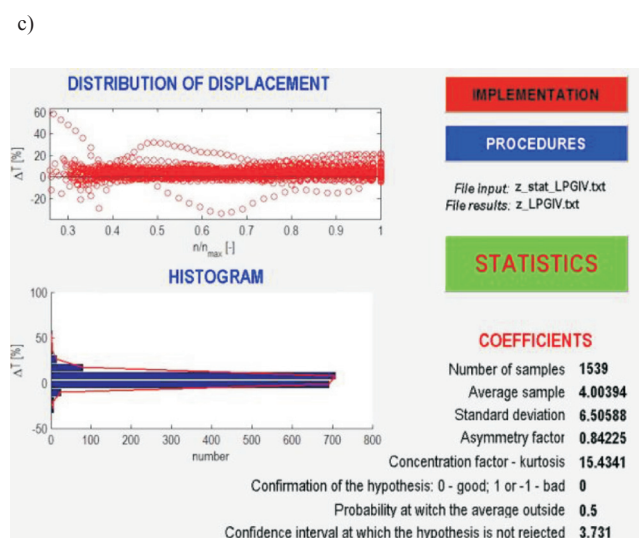 c)
DISTRIBUTION OF DISPLACEMENT
60
40
20
0
-20
ΔT [%]
0.3 0.4 0.5 0.6 0.7 0.8 0.9 1
n/nmax [-]
HISTOGRAM
100
50
0
-50
ΔT [%]
0 100 200 300 400 500 600 700 800
number
IMPLEMENTATION
PROCEDURES
File input: z_stat_LPGIV.txt
File results: z_LPGIV.txt
STATISTICS
COEFFICIENTS
Number of samples 1539
Average sample 4.00394
Standard deviation 6.50588
Asymmetry factor 0.84225
Concentration factor - kurtosis 15.4341
Confirmation of the hypothesis: 0 - good; 1 or -1 - bad 0
Probability at witch the average outside 0.5
Confidence interval at which the hypothesis is not rejected 3.731